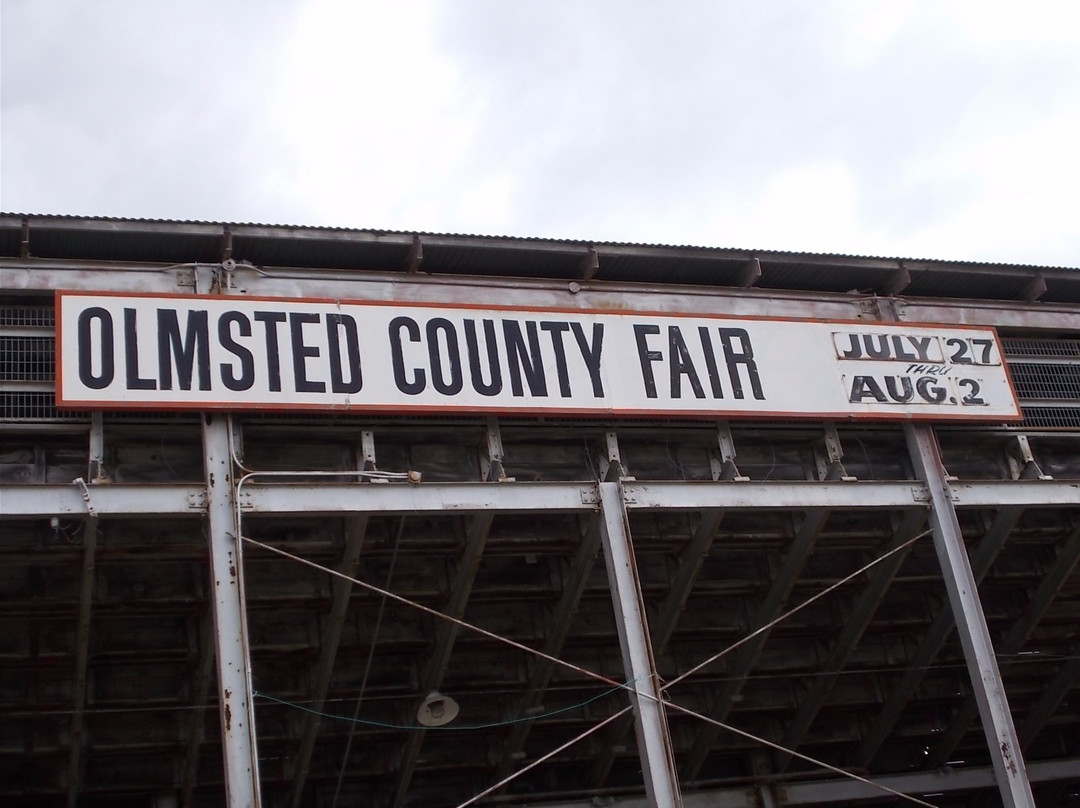 OLMSTED COUNTY FAIR
JULY 27
THRU
AUG. 2